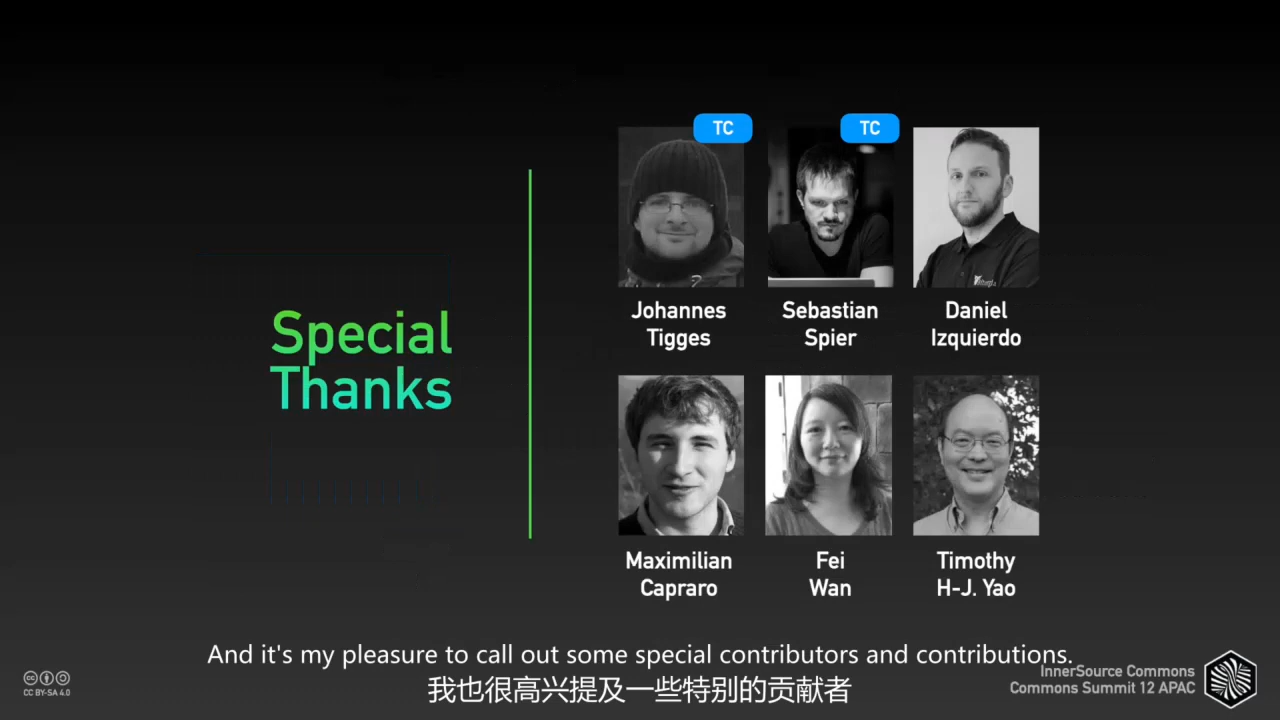 TC
TC
Special
Thanks
Johannes
Tigges
Sebastian
Spier
Daniel
Izquierdo
Maximilian
Capraro
Fei
Wan
Timothy
H-J. Yao
And it's my pleasure to call out some special contributors and contributions.
我也很高兴提及一些特别的贡献者
CC BY-SA 4.0
InnerSource Commons
Commons Summit 12 APAC